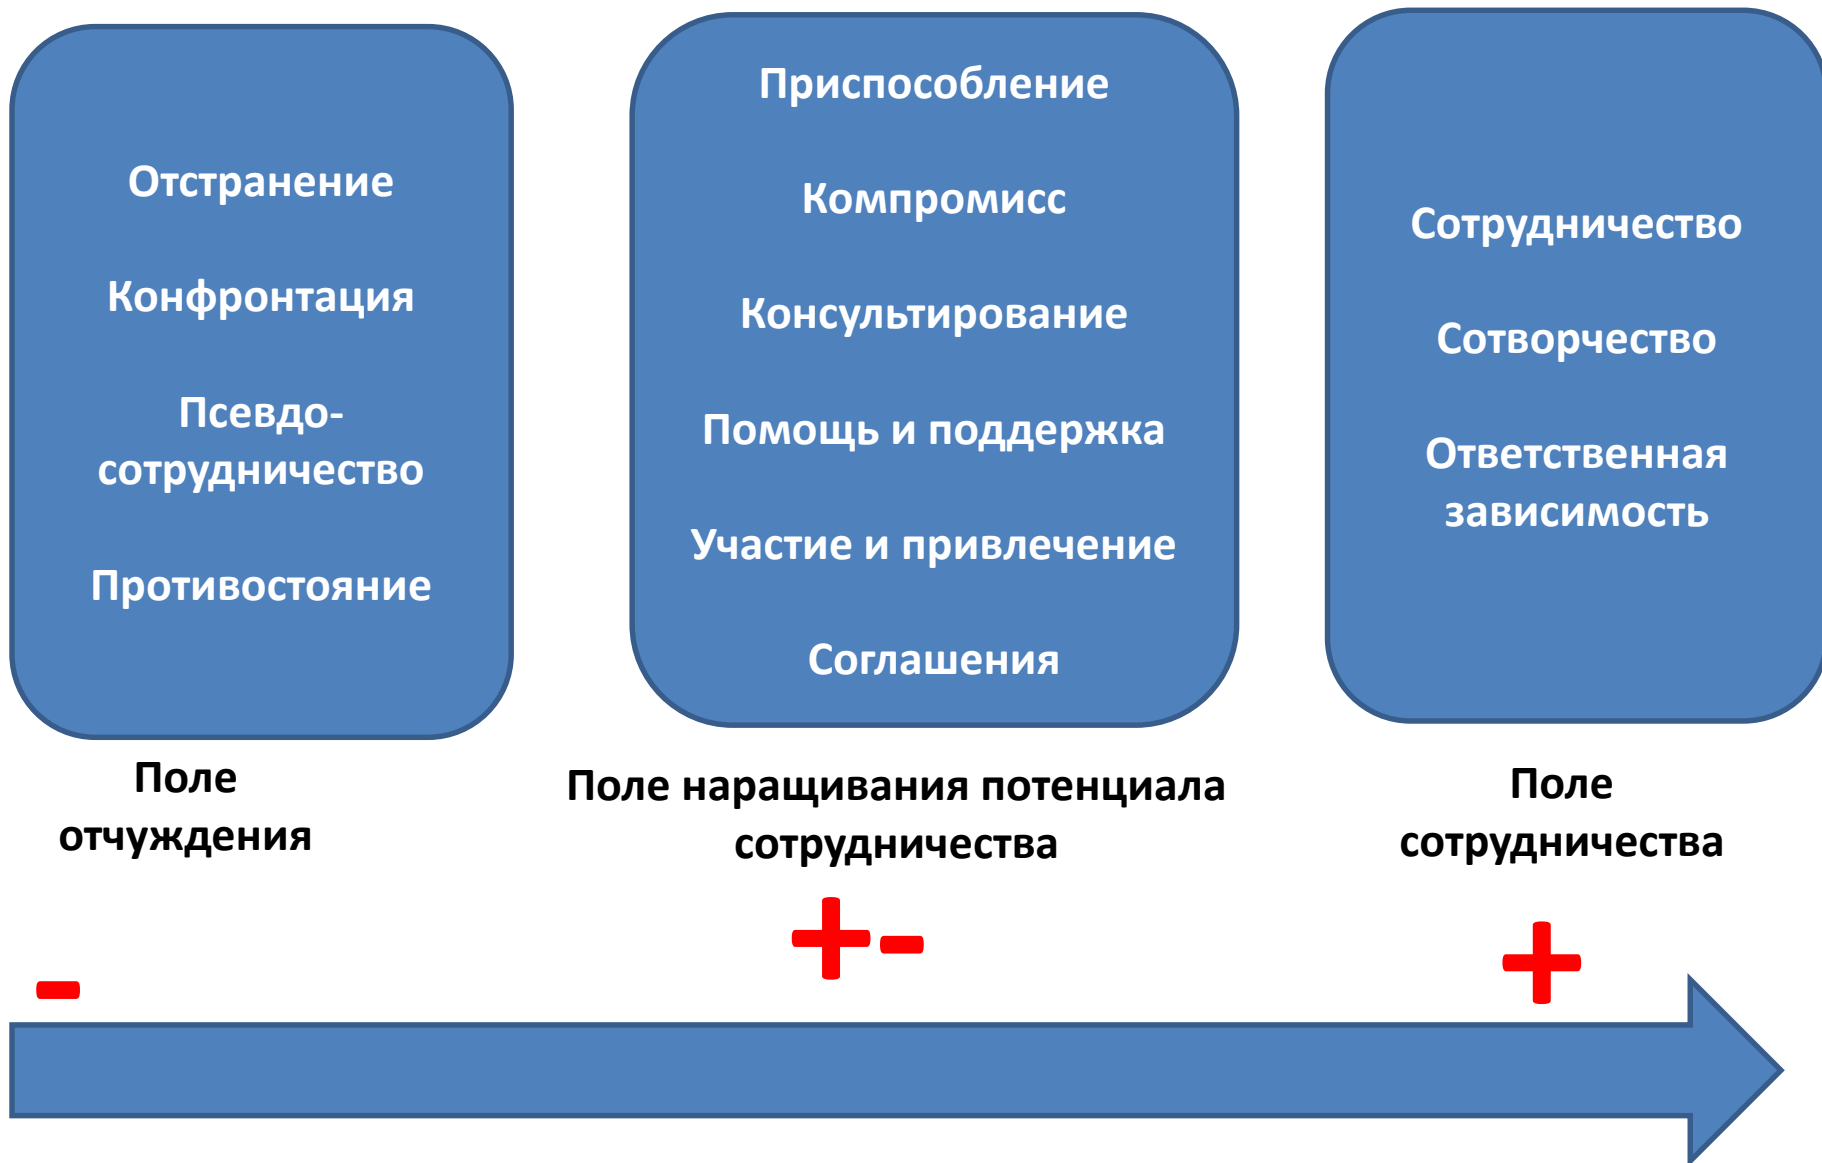 Отстранение
Конфронтация
Псевдо-
сотрудничество
Противостояние
Приспособление
Компромисс
Консультирование
Помощь и поддержка
Участие и привлечение
Соглашения
Сотрудничество
Сотворчество
Ответственная
зависимость
Поле
отчуждения
Поле наращивания потенциала
сотрудничества
Поле
сотрудничества
-
+-
+